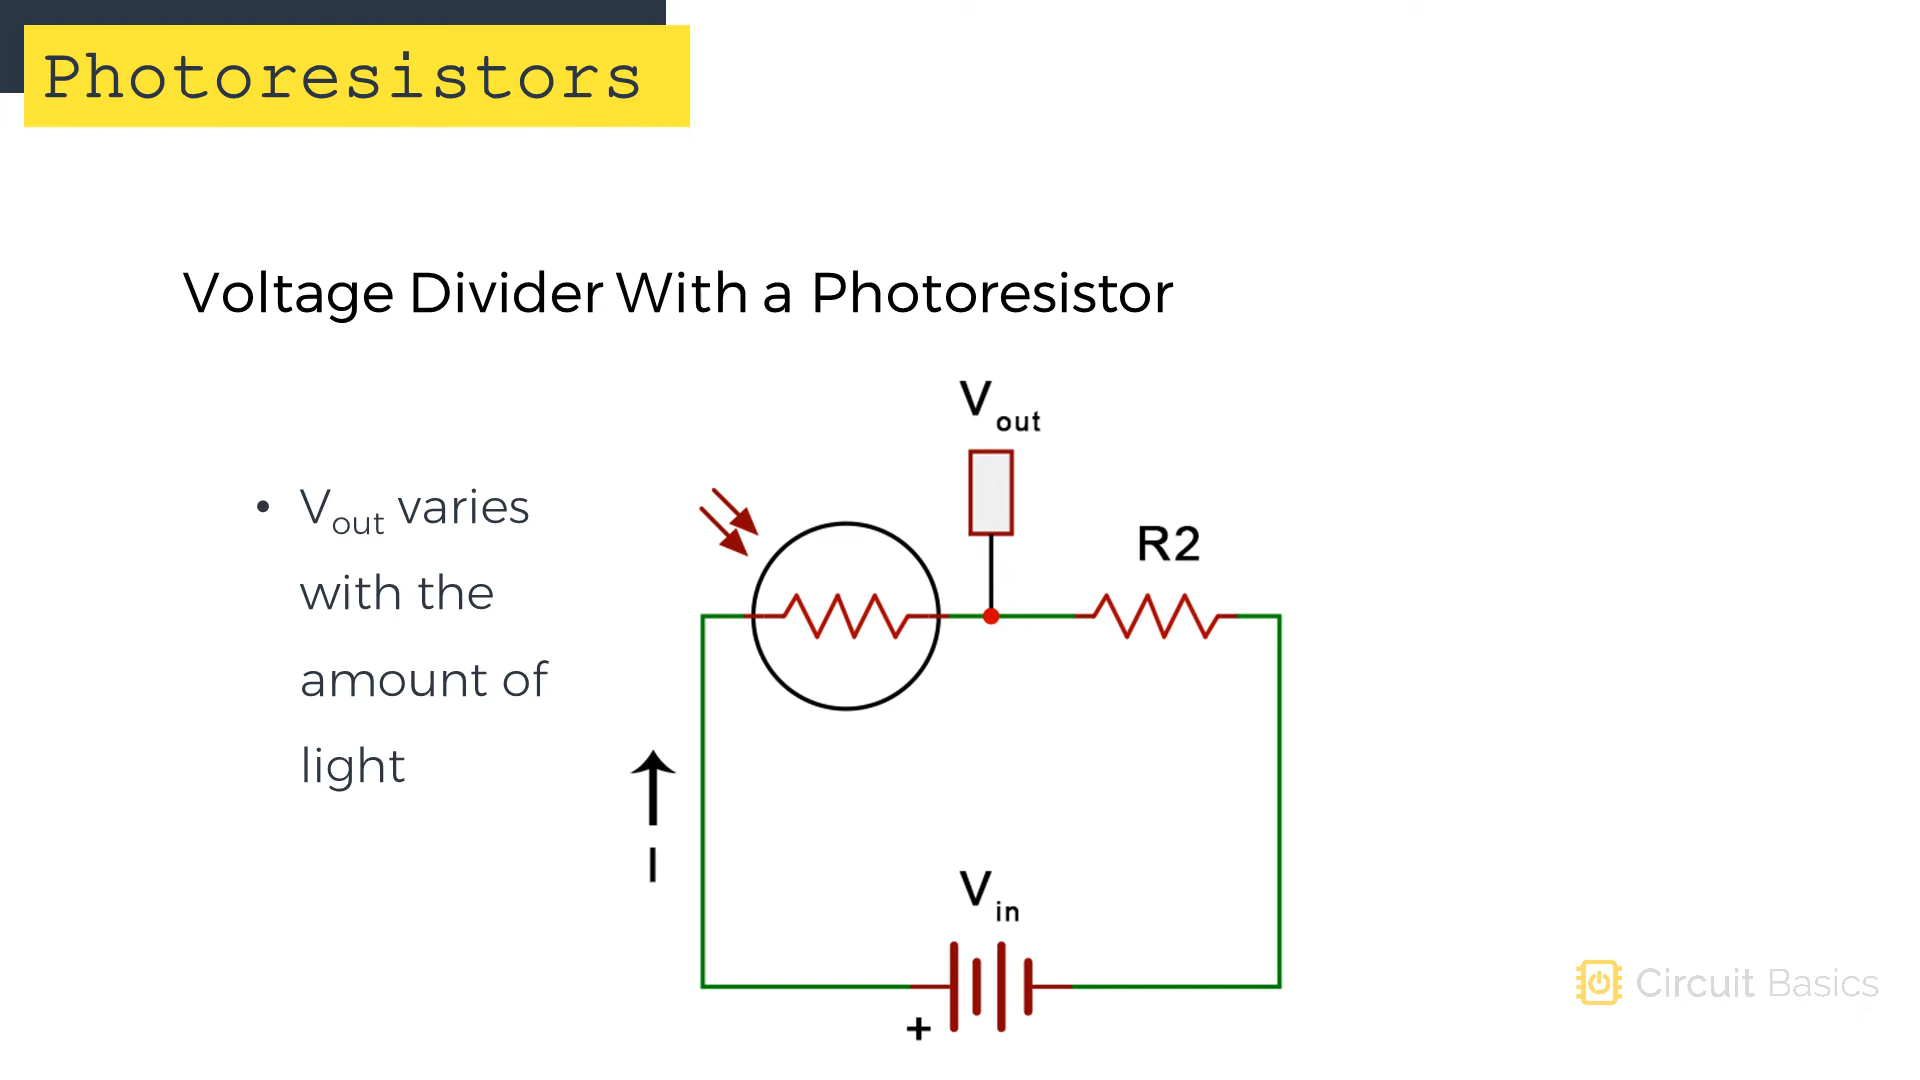 Photoresistors
Voltage Divider With a Photoresistor
• Vout varies
with the
amount of
light
Vout
R2
I
Vin
+
Circuit Basics